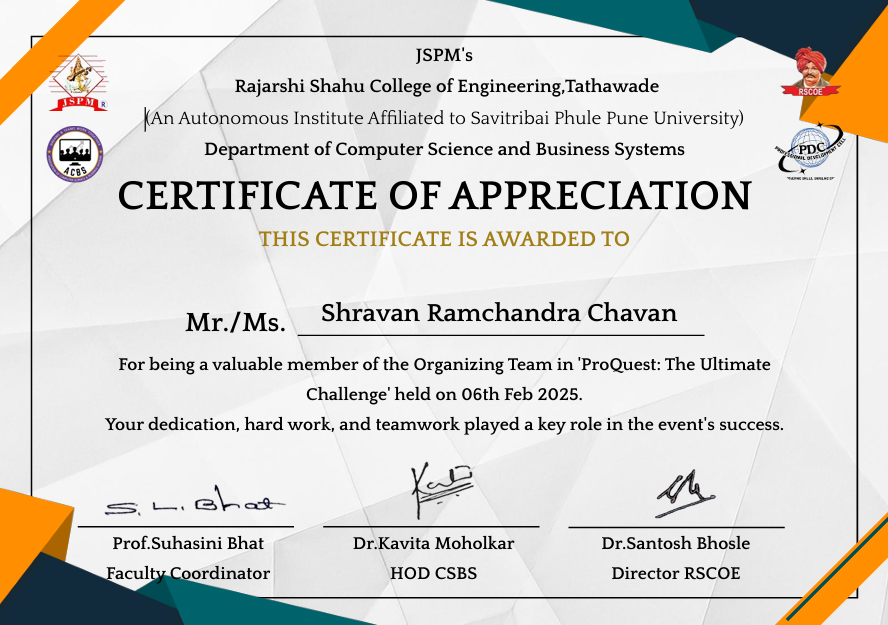 JSPM's
Rajarshi Shahu College of Engineering,Tathawade
(An Autonomous Institute Affiliated to Savitribai Phule Pune University)
Department of Computer Science and Business Systems
JSPM
R
RSCOE
ACBS
PDC
PROFESSIONAL DEVELOPMENT CELL
CERTIFICATE OF APPRECIATION
THIS CERTIFICATE IS AWARDED TO
Mr./Ms. Shravan Ramchandra Chavan
For being a valuable member of the Organizing Team in 'ProQuest: The Ultimate
Challenge' held on 06th Feb 2025.
Your dedication, hard work, and teamwork played a key role in the event's success.
S. L. Bhat
Prof.Suhasini Bhat Dr.Kavita Moholkar Dr.Santosh Bhosle
Faculty Coordinator HOD CSBS Director RSCOE